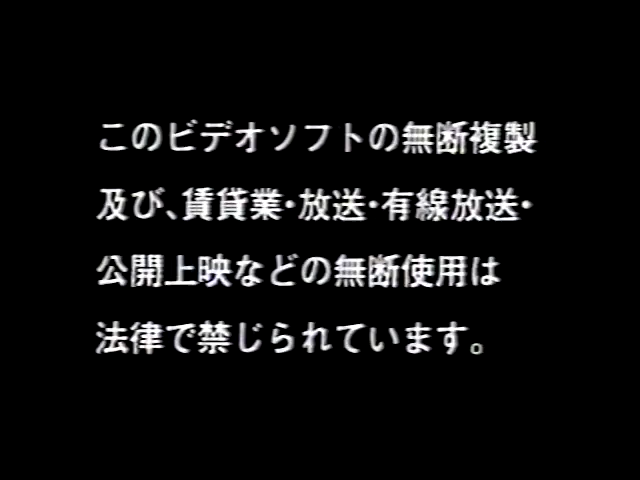 このビデオソフトの無断複製
及び、賃貸業・放送・有線放送・
公開上映などの無断使用は
法律で禁じられています。